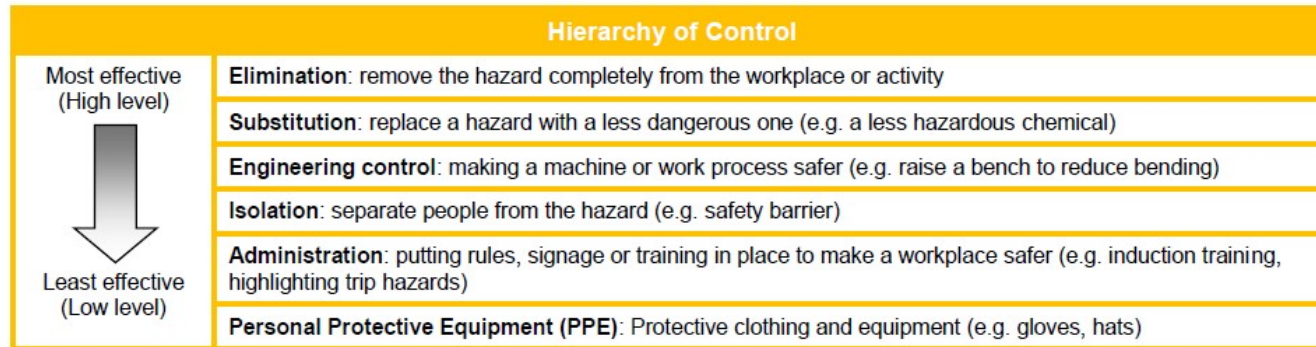 Hierarchy of Control
Most effective
(High level)
Least effective
(Low level)
Elimination: remove the hazard completely from the workplace or activity
Substitution: replace a hazard with a less dangerous one (e.g. a less hazardous chemical)
Engineering control: making a machine or work process safer (e.g. raise a bench to reduce bending)
Isolation: separate people from the hazard (e.g. safety barrier)
Administration: putting rules, signage or training in place to make a workplace safer (e.g. induction training,
highlighting trip hazards)
Personal Protective Equipment (PPE): Protective clothing and equipment (e.g. gloves, hats)